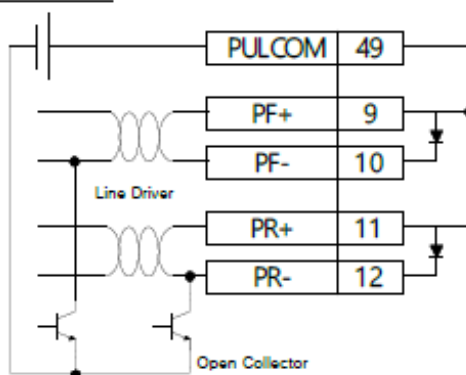 PULCOM 49
PF+ 9
PF- 10
Line Driver
PR+ 11
PR- 12
Open Collector